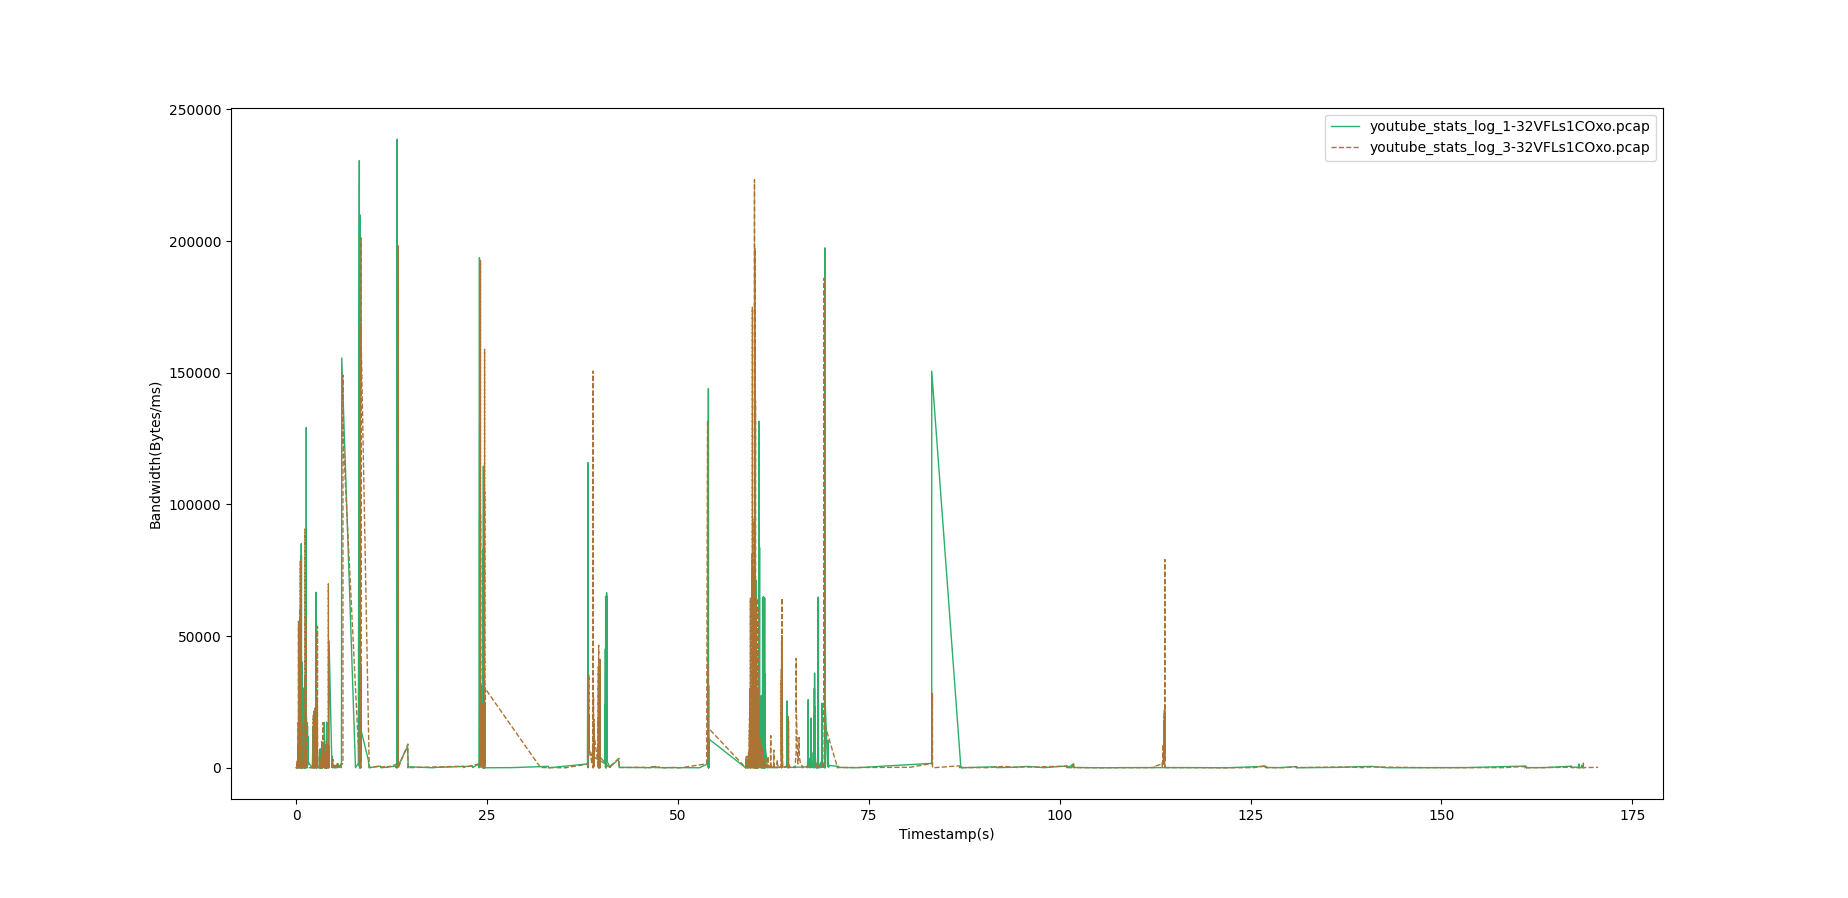 250000
200000
150000
100000
50000
0
Bandwidth(Bytes/ms)
youtube_stats_log_1-32VFLs1COxo.pcap
youtube_stats_log_3-32VFLs1COxo.pcap
0 25 50 75 100 125 150 175
Timestamp(s)